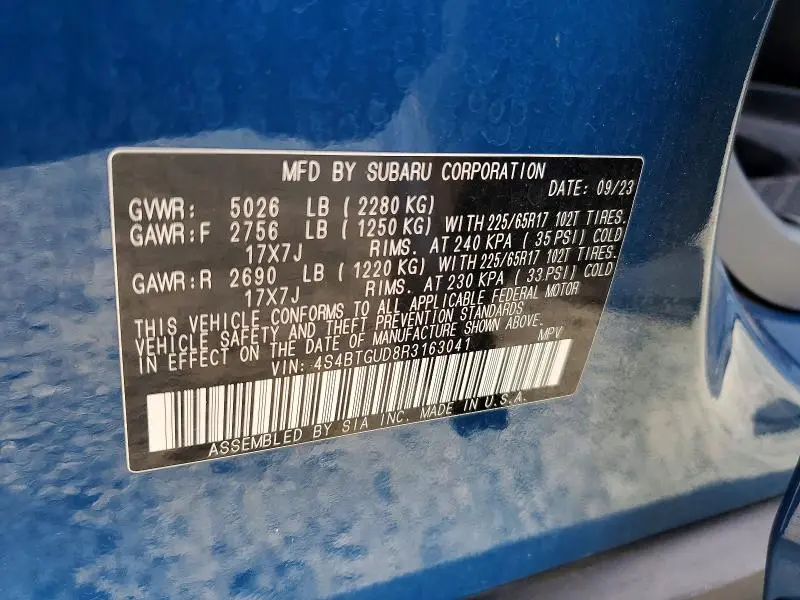 MFD BY SUBARU CORPORATION
DATE: 09/23
GVWR: 5026 LB ( 2280 KG)
GAWR:F 2756 LB ( 1250 KG) WITH 225/65R17 102T TIRES.
17X7J RIMS. AT 240 KPA ( 35 PSI) COLD
GAWR:R 2690 LB ( 1220 KG) WITH 225/65R17 102T TIRES.
17X7J RIMS. AT 230 KPA ( 33 PSI) COLD
THIS VEHICLE CONFORMS TO ALL APPLICABLE FEDERAL MOTOR
VEHICLE SAFETY AND THEFT PREVENTION STANDARDS
IN EFFECT ON THE DATE OF MANUFACTURE SHOWN ABOVE.
VIN: 4S4BTGUD8R3163041 MPV
ASSEMBLED BY SIA INC. MADE IN U.S.A.